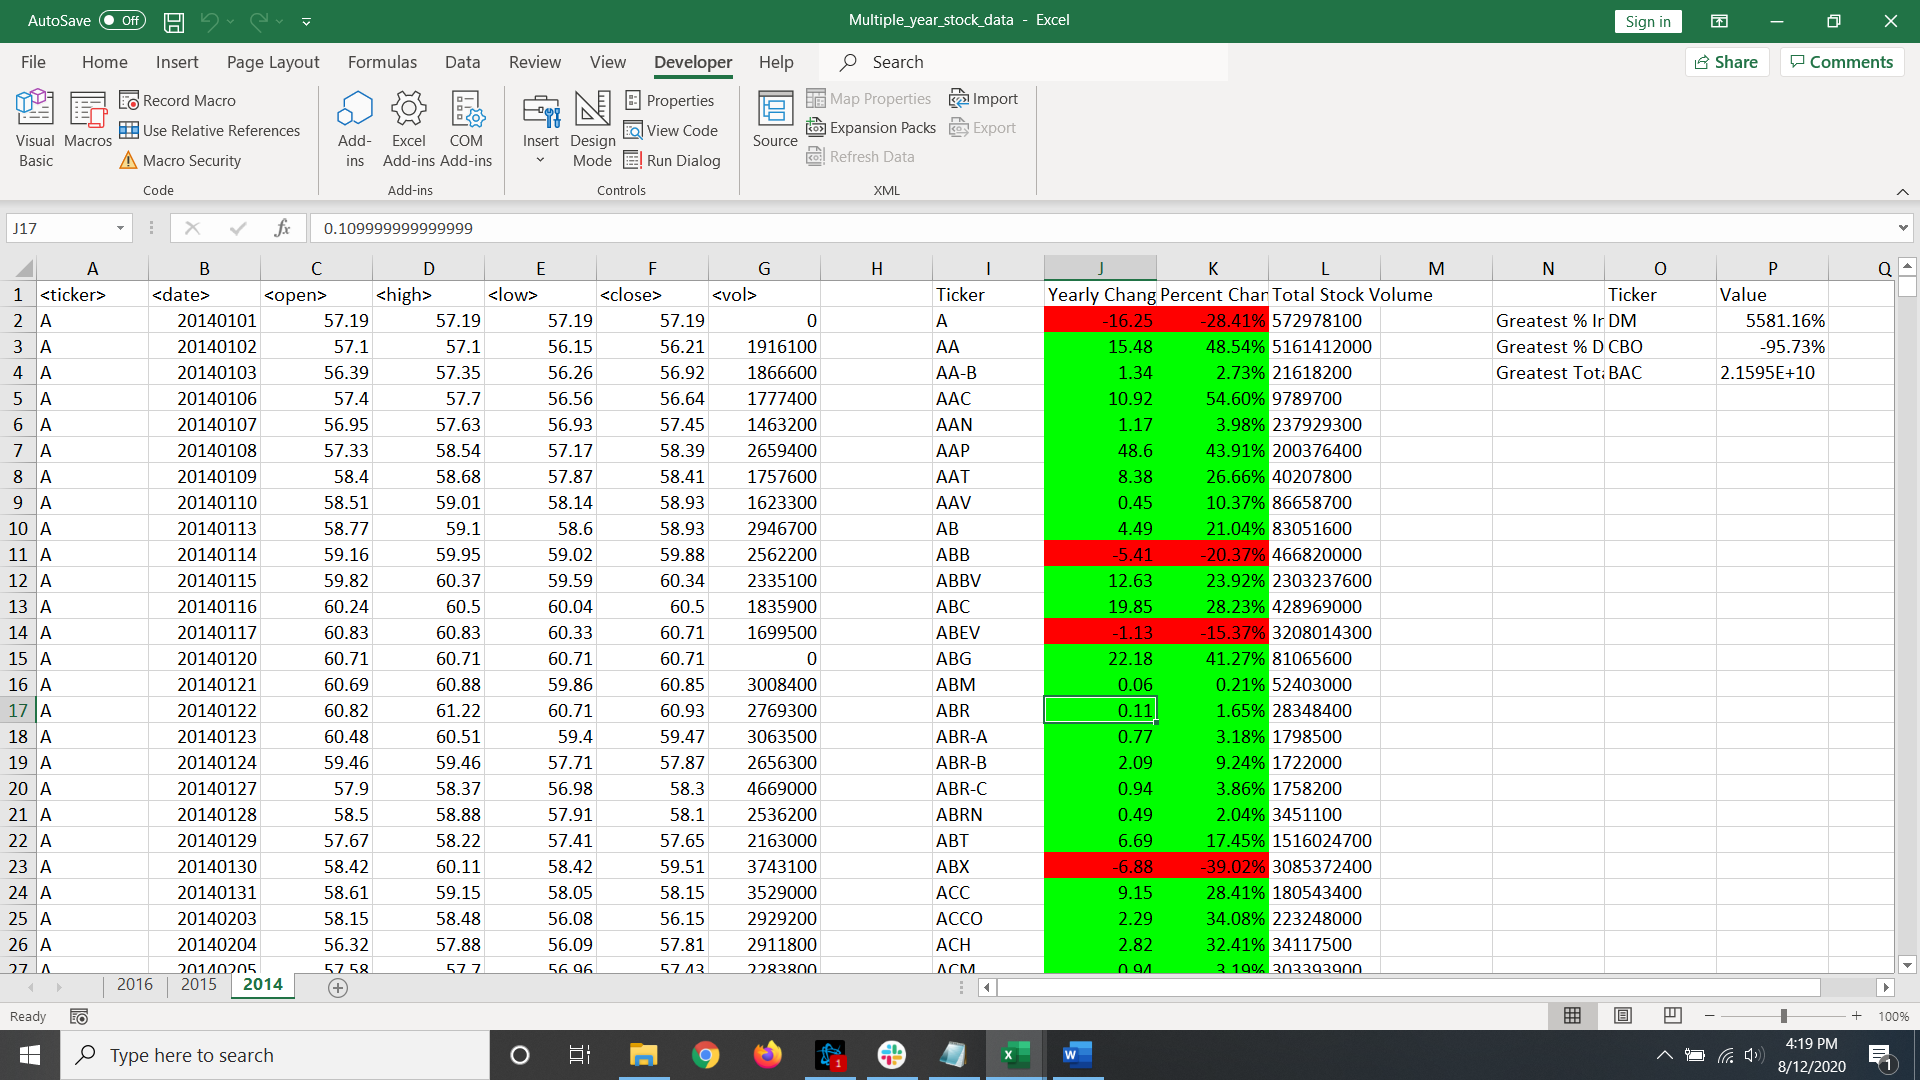 AutoSave Off
Multiple_year_stock_data - Excel
Sign in
File Home Insert Page Layout Formulas Data Review View Developer Help Search
Share Comments
Visual Basic
Macros
Record Macro
Use Relative References
Macro Security
Code
Add-ins
Excel Add-ins
COM Add-ins
Add-ins
Insert
Design Mode
Properties
View Code
Run Dialog
Controls
Source
Map Properties
Expansion Packs
Refresh Data
Import
Export
XML
J17 fx 0.109999999999999
A B C D E F G H I J K L M N O P Q
1 <ticker> <date> <open> <high> <low> <close> <vol> Ticker Yearly Chang Percent Chan Total Stock Volume Ticker Value
2 A 20140101 57.19 57.19 57.19 57.19 0 A -16.25 -28.41% 572978100 Greatest % In DM 5581.16%
3 A 20140102 57.1 57.1 56.15 56.21 1916100 AA 15.48 48.54% 5161412000 Greatest % D CBO -95.73%
4 A 20140103 56.39 57.35 56.26 56.92 1866600 AA-B 1.34 2.73% 21618200 Greatest Tota BAC 2.1595E+10
5 A 20140106 57.4 57.7 56.56 56.64 1777400 AAC 10.92 54.60% 9789700
6 A 20140107 56.95 57.63 56.93 57.45 1463200 AAN 1.17 3.98% 237929300
7 A 20140108 57.33 58.54 57.17 58.39 2659400 AAP 48.6 43.91% 200376400
8 A 20140109 58.4 58.68 57.87 58.41 1757600 AAT 8.38 26.66% 40207800
9 A 20140110 58.51 59.01 58.14 58.93 1623300 AAV 0.45 10.37% 86658700
10 A 20140113 58.77 59.1 58.6 58.93 2946700 AB 4.49 21.04% 83051600
11 A 20140114 59.16 59.95 59.02 59.88 2562200 ABB -5.41 -20.37% 466820000
12 A 20140115 59.82 60.37 59.59 60.34 2335100 ABBV 12.63 23.92% 2303237600
13 A 20140116 60.24 60.5 60.04 60.5 1835900 ABC 19.85 28.23% 428969000
14 A 20140117 60.83 60.83 60.33 60.71 1699500 ABEV -1.13 -15.37% 3208014300
15 A 20140120 60.71 60.71 60.71 60.71 0 ABG 22.18 41.27% 81065600
16 A 20140121 60.69 60.88 59.86 60.85 3008400 ABM 0.06 0.21% 52403000
17 A 20140122 60.82 61.22 60.71 60.93 2769300 ABR 0.11 1.65% 28348400
18 A 20140123 60.48 60.51 59.4 59.47 3063500 ABR-A 0.77 3.18% 1798500
19 A 20140124 59.46 59.46 57.71 57.87 2656300 ABR-B 2.09 9.24% 1722000
20 A 20140127 57.9 58.37 56.98 58.3 4669000 ABR-C 0.94 3.86% 1758200
21 A 20140128 58.5 58.88 57.91 58.1 2536200 ABRN 0.49 2.04% 3451100
22 A 20140129 57.67 58.22 57.41 57.65 2163000 ABT 6.69 17.45% 1516024700
23 A 20140130 58.42 60.11 58.42 59.51 3743100 ABX -6.88 -39.02% 3085372400
24 A 20140131 58.61 59.15 58.05 58.15 3529000 ACC 9.15 28.41% 180543400
25 A 20140203 58.15 58.48 56.08 56.15 2929200 ACCO 2.29 34.08% 223248000
26 A 20140204 56.32 57.88 56.09 57.81 2911800 ACH 2.82 32.41% 34117500
27 A 20140205 57.58 57.7 56.96 57.43 2283800 ACM 0.94 3.19% 303393900
2016 2015 2014
Ready 100%
Type here to search
1
4:19 PM
8/12/2020
1